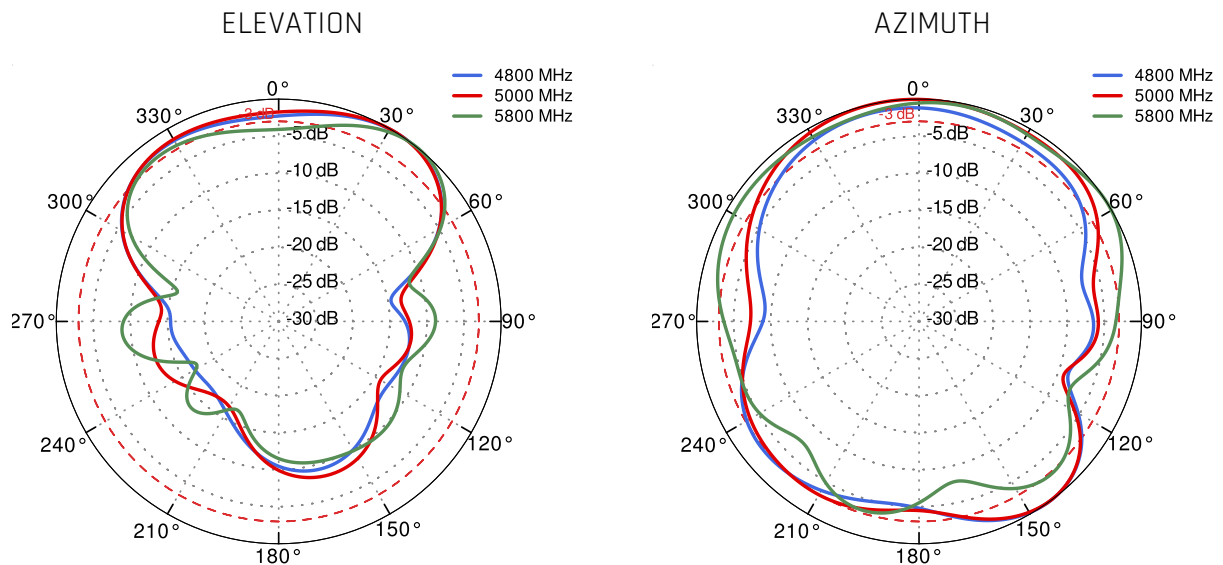 ELEVATION
4800 MHz
5000 MHz
5800 MHz
0°
330°
30°
-3 dB
-5 dB
-10 dB
300°
60°
-15 dB
-20 dB
-25 dB
270°
-30 dB
90°
240°
120°
210°
150°
180°
AZIMUTH
4800 MHz
5000 MHz
5800 MHz
0°
330°
30°
-3 dB
-5 dB
-10 dB
300°
60°
-15 dB
-20 dB
-25 dB
270°
-30 dB
90°
240°
120°
210°
150°
180°